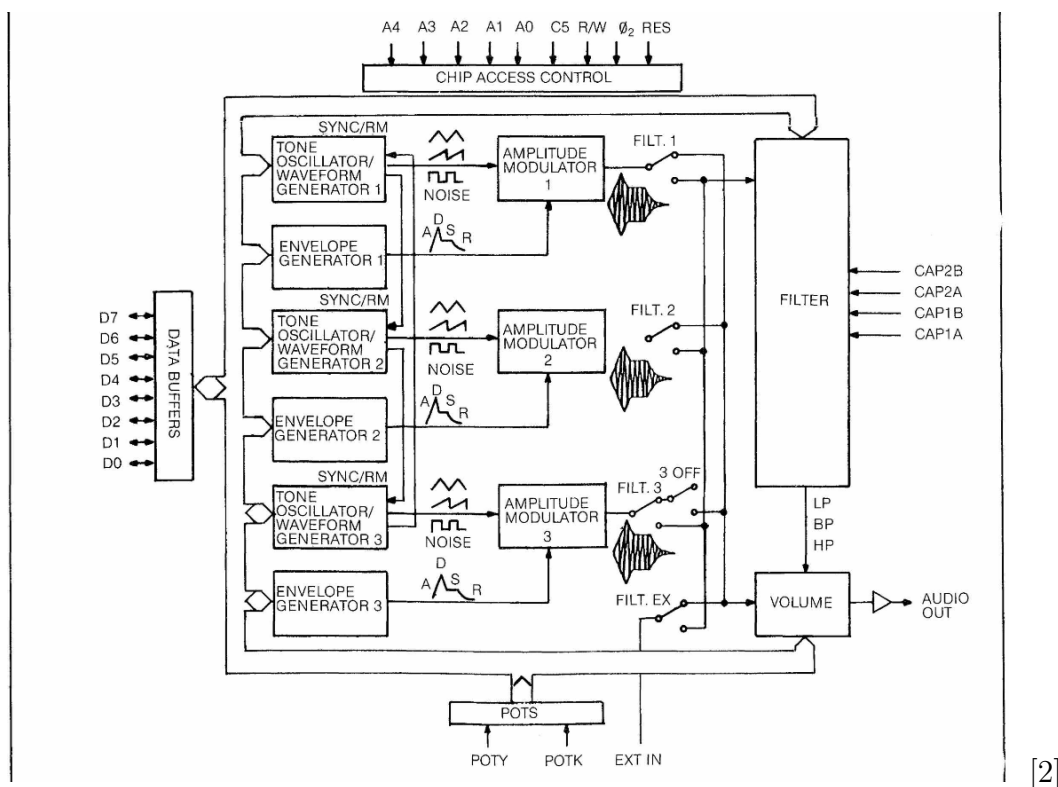 A4 A3 A2 A1 A0 C5 R/W Ø₂ RES
CHIP ACCESS CONTROL
SYNC/RM
TONE
OSCILLATOR/
WAVEFORM
GENERATOR 1
NOISE
AMPLITUDE
MODULATOR
1
FILT. 1
A D S R
ENVELOPE
GENERATOR 1
SYNC/RM
TONE
OSCILLATOR/
WAVEFORM
GENERATOR 2
NOISE
AMPLITUDE
MODULATOR
2
FILT. 2
A D S R
ENVELOPE
GENERATOR 2
SYNC/RM
TONE
OSCILLATOR/
WAVEFORM
GENERATOR 3
NOISE
AMPLITUDE
MODULATOR
3
FILT. 3
3 OFF
A D S R
ENVELOPE
GENERATOR 3
FILT. EX
D7
D6
D5
D4
D3
D2
D1
D0
DATA BUFFERS
FILTER
CAP2B
CAP2A
CAP1B
CAP1A
LP
BP
HP
VOLUME
AUDIO
OUT
POTS
POTY POTK EXT IN
[2]